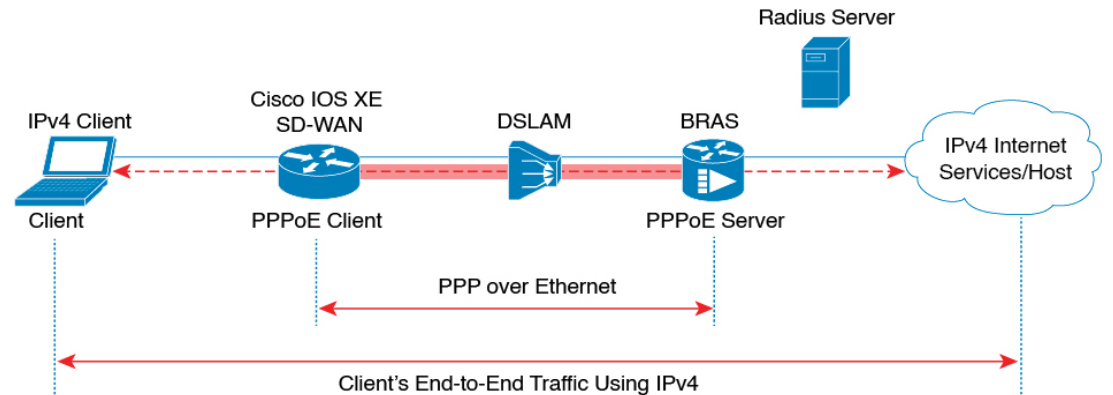 Radius Server
Cisco IOS XE
SD-WAN
IPv4 Client
DSLAM
BRAS
IPv4 Internet
Services/Host
Client
PPPoE Client
PPPoE Server
PPP over Ethernet
Client's End-to-End Traffic Using IPv4